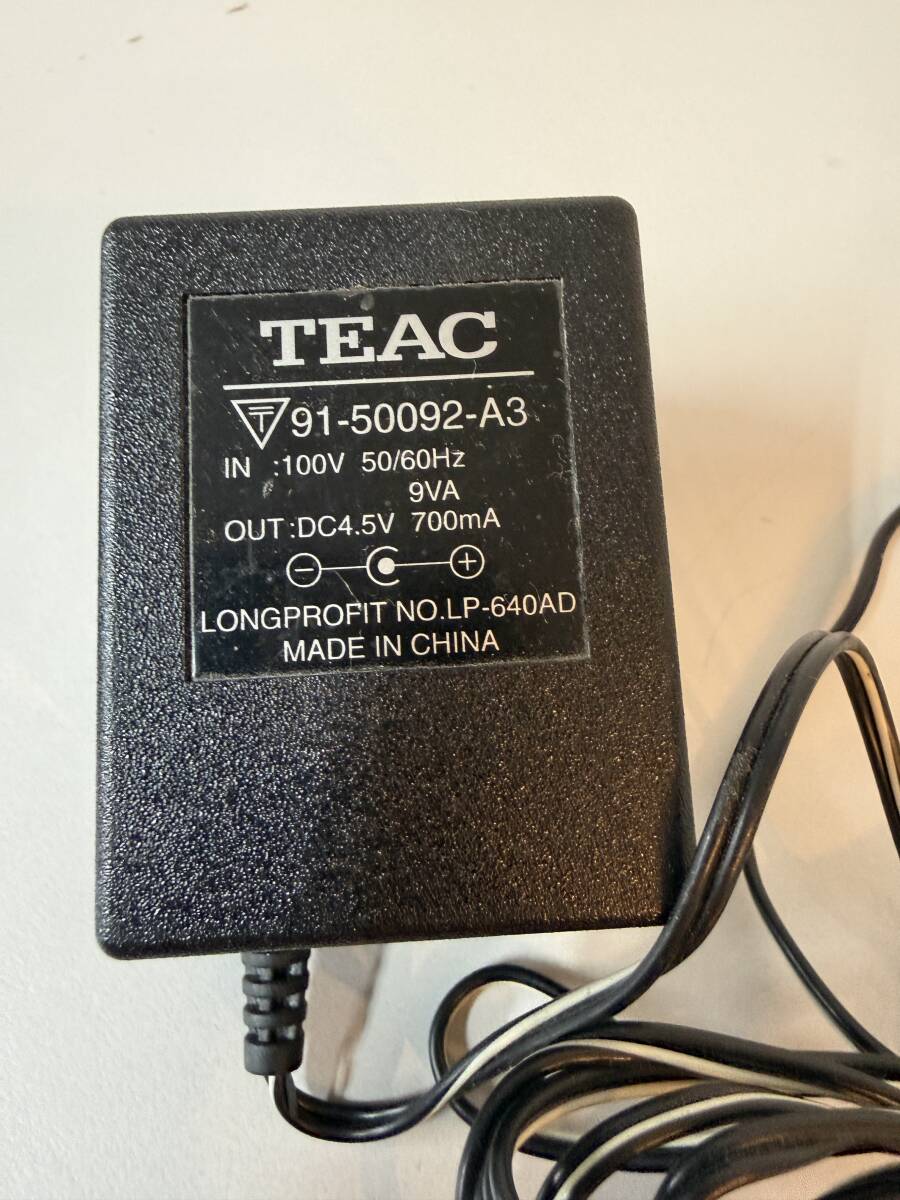 TEAC
T 91-50092-A3
IN :100V 50/60Hz
9VA
OUT:DC4.5V 700mA
LONGPROFIT NO.LP-640AD
MADE IN CHINA